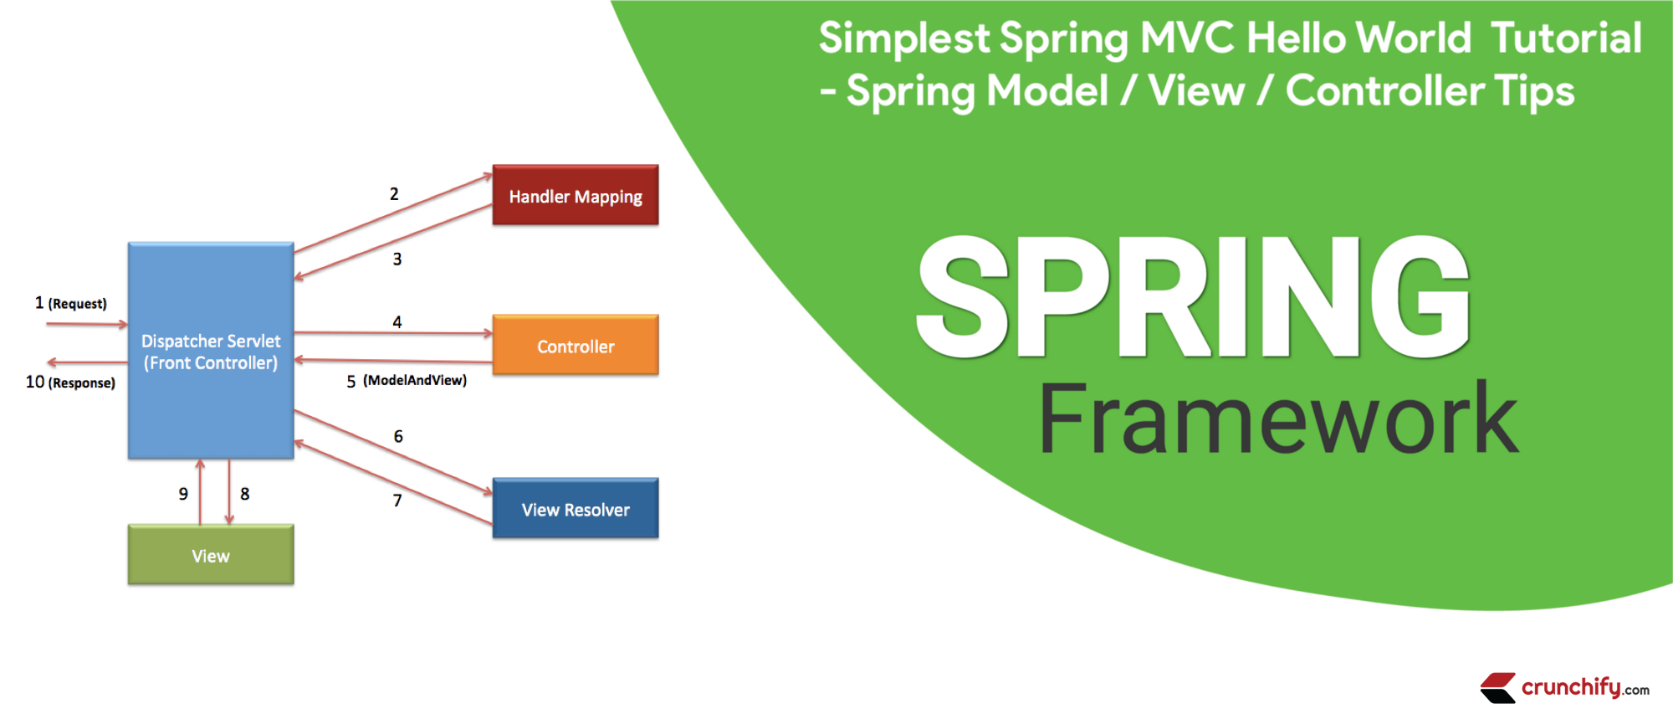 Simplest Spring MVC Hello World Tutorial
- Spring Model / View / Controller Tips
SPRING
Framework
2
Handler Mapping
3
1 (Request)
Dispatcher Servlet
(Front Controller)
4
Controller
10 (Response)
5 (ModelAndView)
6
7
View Resolver
9
8
View
crunchify.com